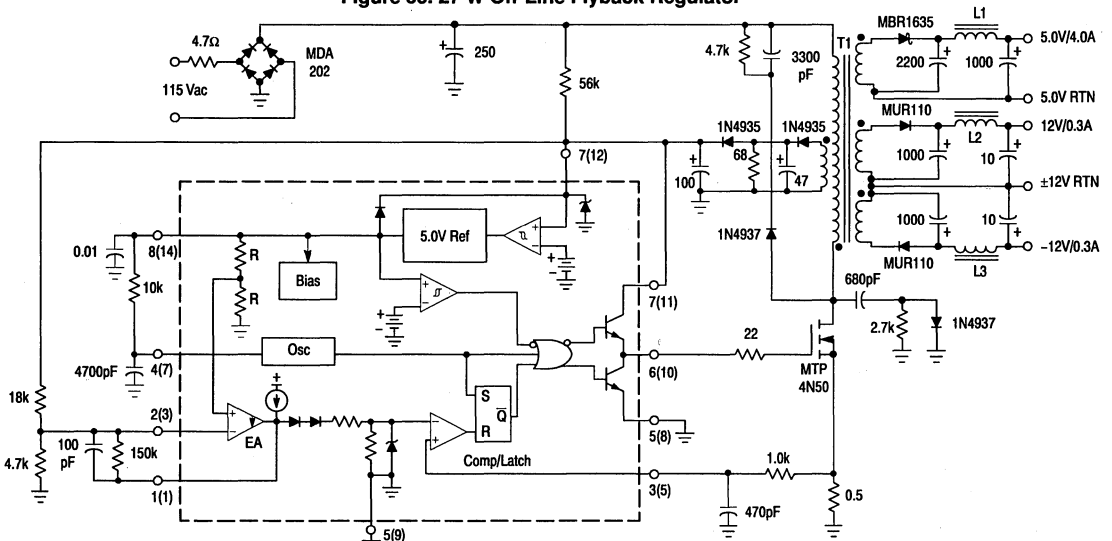 Figure 33. 27 W Off-Line Flyback Regulator
4.7Ω
MDA
202
115 Vac
250
56k
4.7k
3300
pF
T1
MBR1635
L1
5.0V/4.0A
2200
1000
5.0V RTN
MUR110
12V/0.3A
L2
1000
10
±12V RTN
1000
10
MUR110
L3
–12V/0.3A
1N4935
1N4935
68
100
47
1N4937
680pF
2.7k
1N4937
7(12)
5.0V Ref
0.01
8(14)
R
R
Bias
10k
7(11)
Osc
4(7)
4700pF
22
6(10)
MTP
4N50
18k
S
Q
R
2(3)
EA
5(8)
100
pF
150k
Comp/Latch
4.7k
1(1)
1.0k
3(5)
0.5
470pF
5(9)